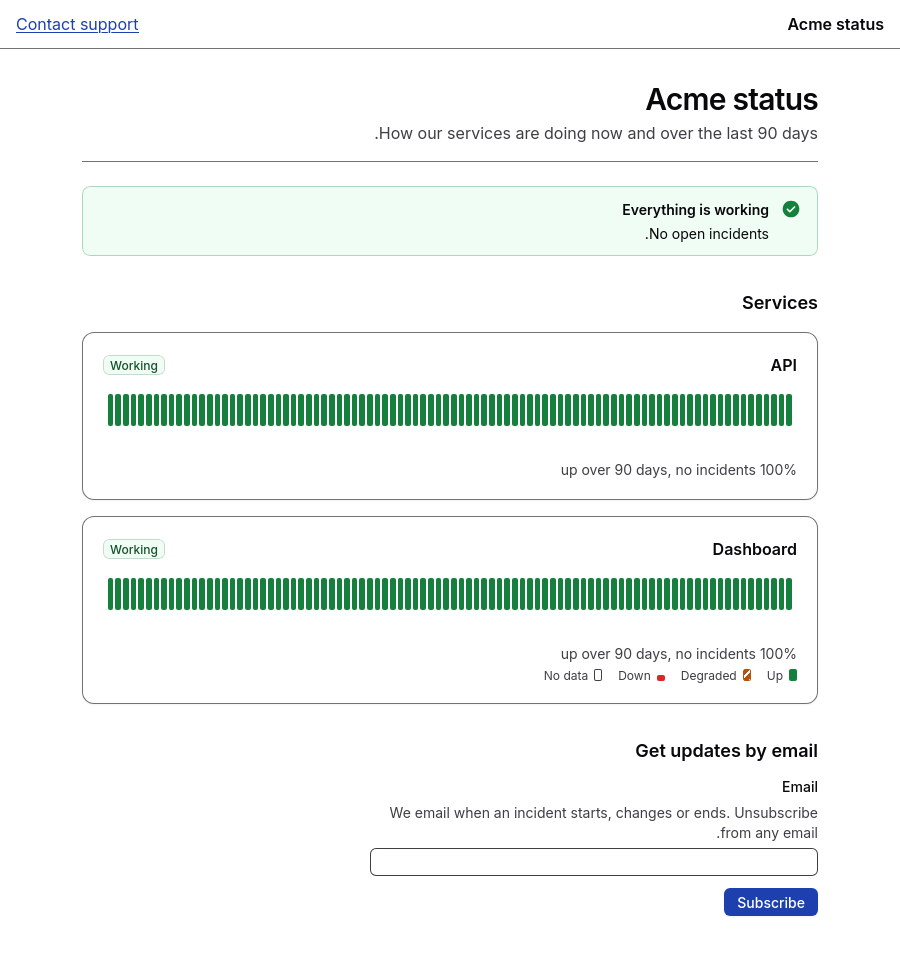 Acme status
Contact support
Acme status
How our services are doing now and over the last 90 days.
Everything is working
No open incidents.
Services
API
Working
100% up over 90 days, no incidents
Dashboard
Working
100% up over 90 days, no incidents
Up
Degraded
Down
No data
Get updates by email
Email
We email when an incident starts, changes or ends. Unsubscribe
from any email.
Subscribe